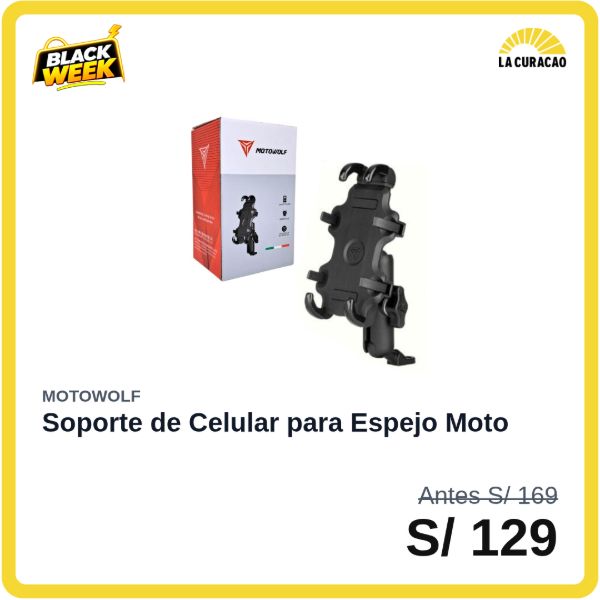 BLACK
WEEK
LA CURACAO
MOTOWOLF
MOTOWOLF
Soporte de Celular para Espejo Moto
Antes S/ 169
S/ 129